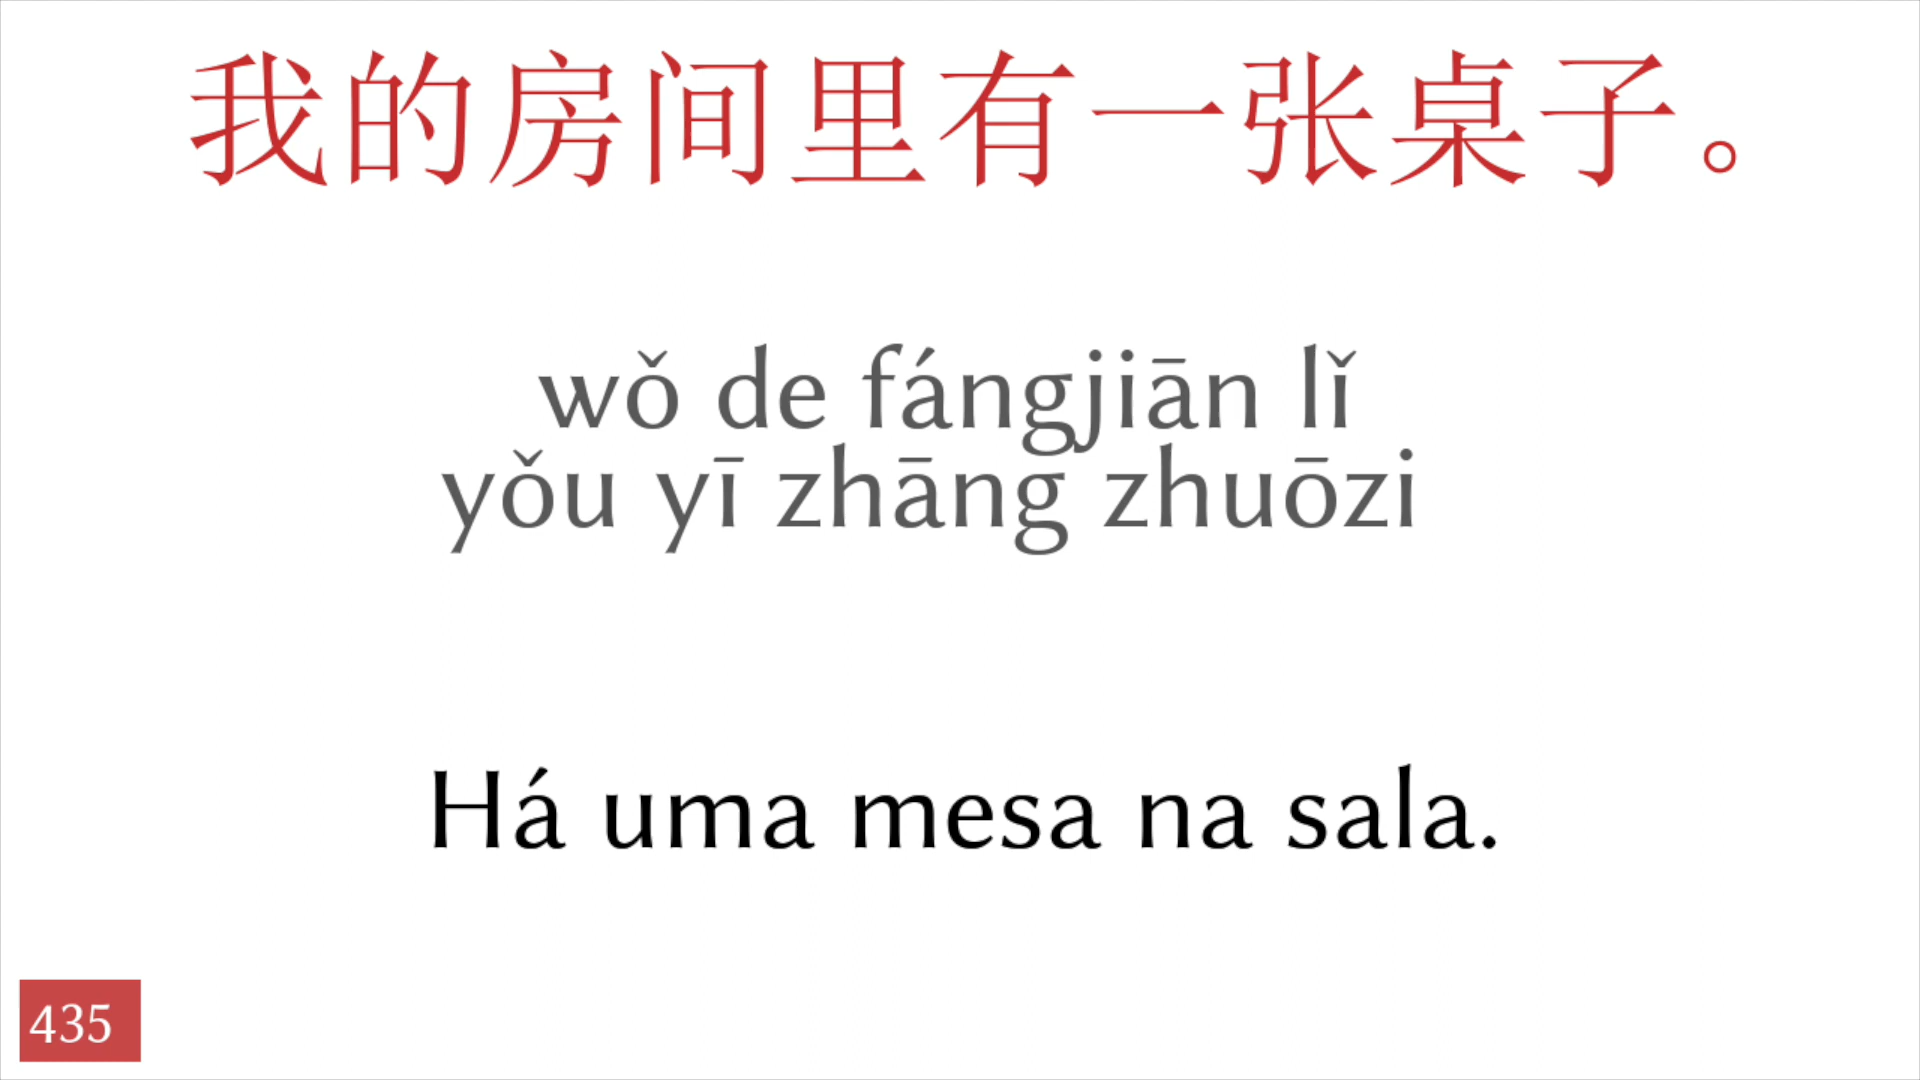 我的房间里有一张桌子。
wǒ de fángjiān lǐ
yǒu yī zhāng zhuōzi
Há uma mesa na sala.
435